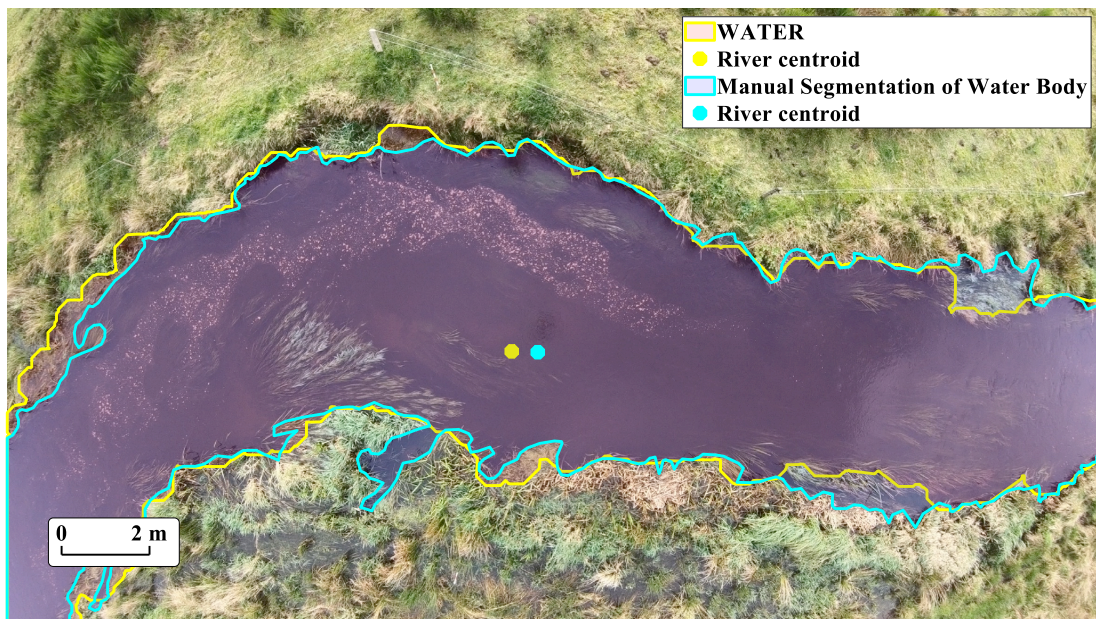 WATER
River centroid
Manual Segmentation of Water Body
River centroid
0 2 m